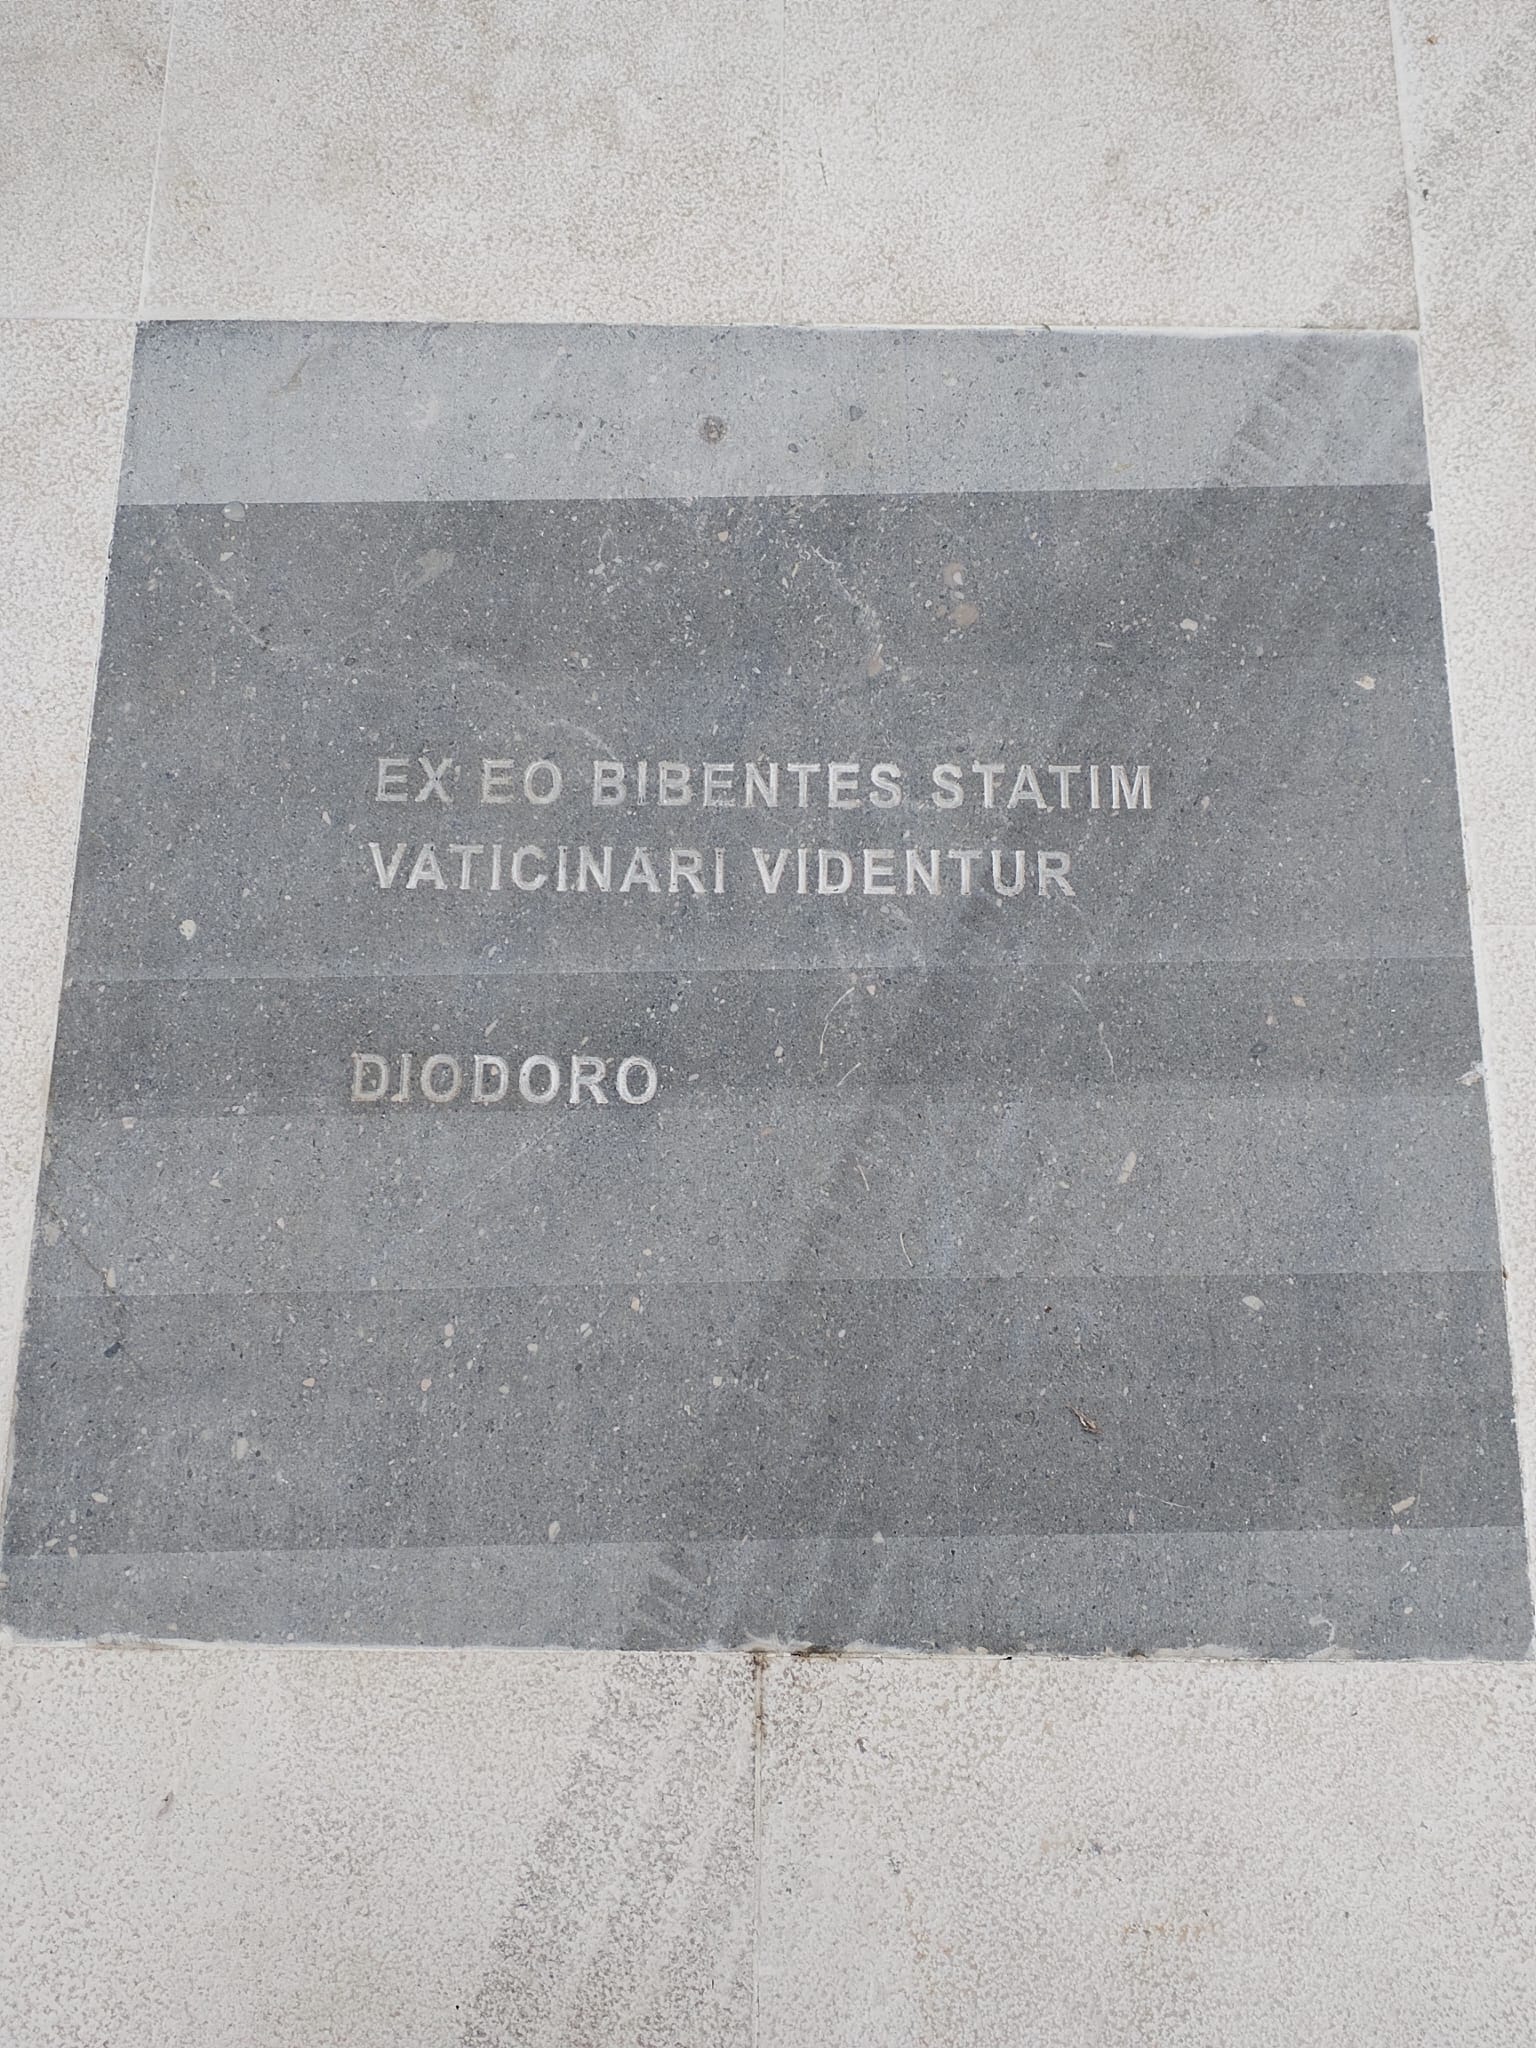 EX EO BIBENTES STATIM
VATICINARI VIDENTUR
DIODORO